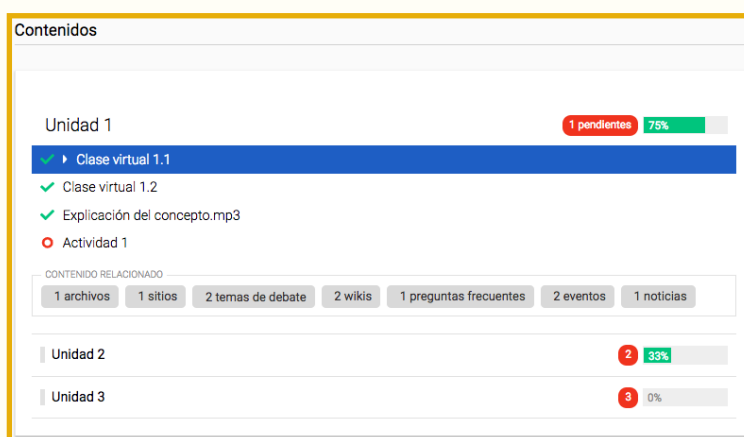 Contenidos
Unidad 1 1 pendientes 75%
Clase virtual 1.1
Clase virtual 1.2
Explicación del concepto.mp3
Actividad 1
CONTENIDO RELACIONADO
1 archivos 1 sitios 2 temas de debate 2 wikis 1 preguntas frecuentes 2 eventos 1 noticias
Unidad 2 2 33%
Unidad 3 3 0%